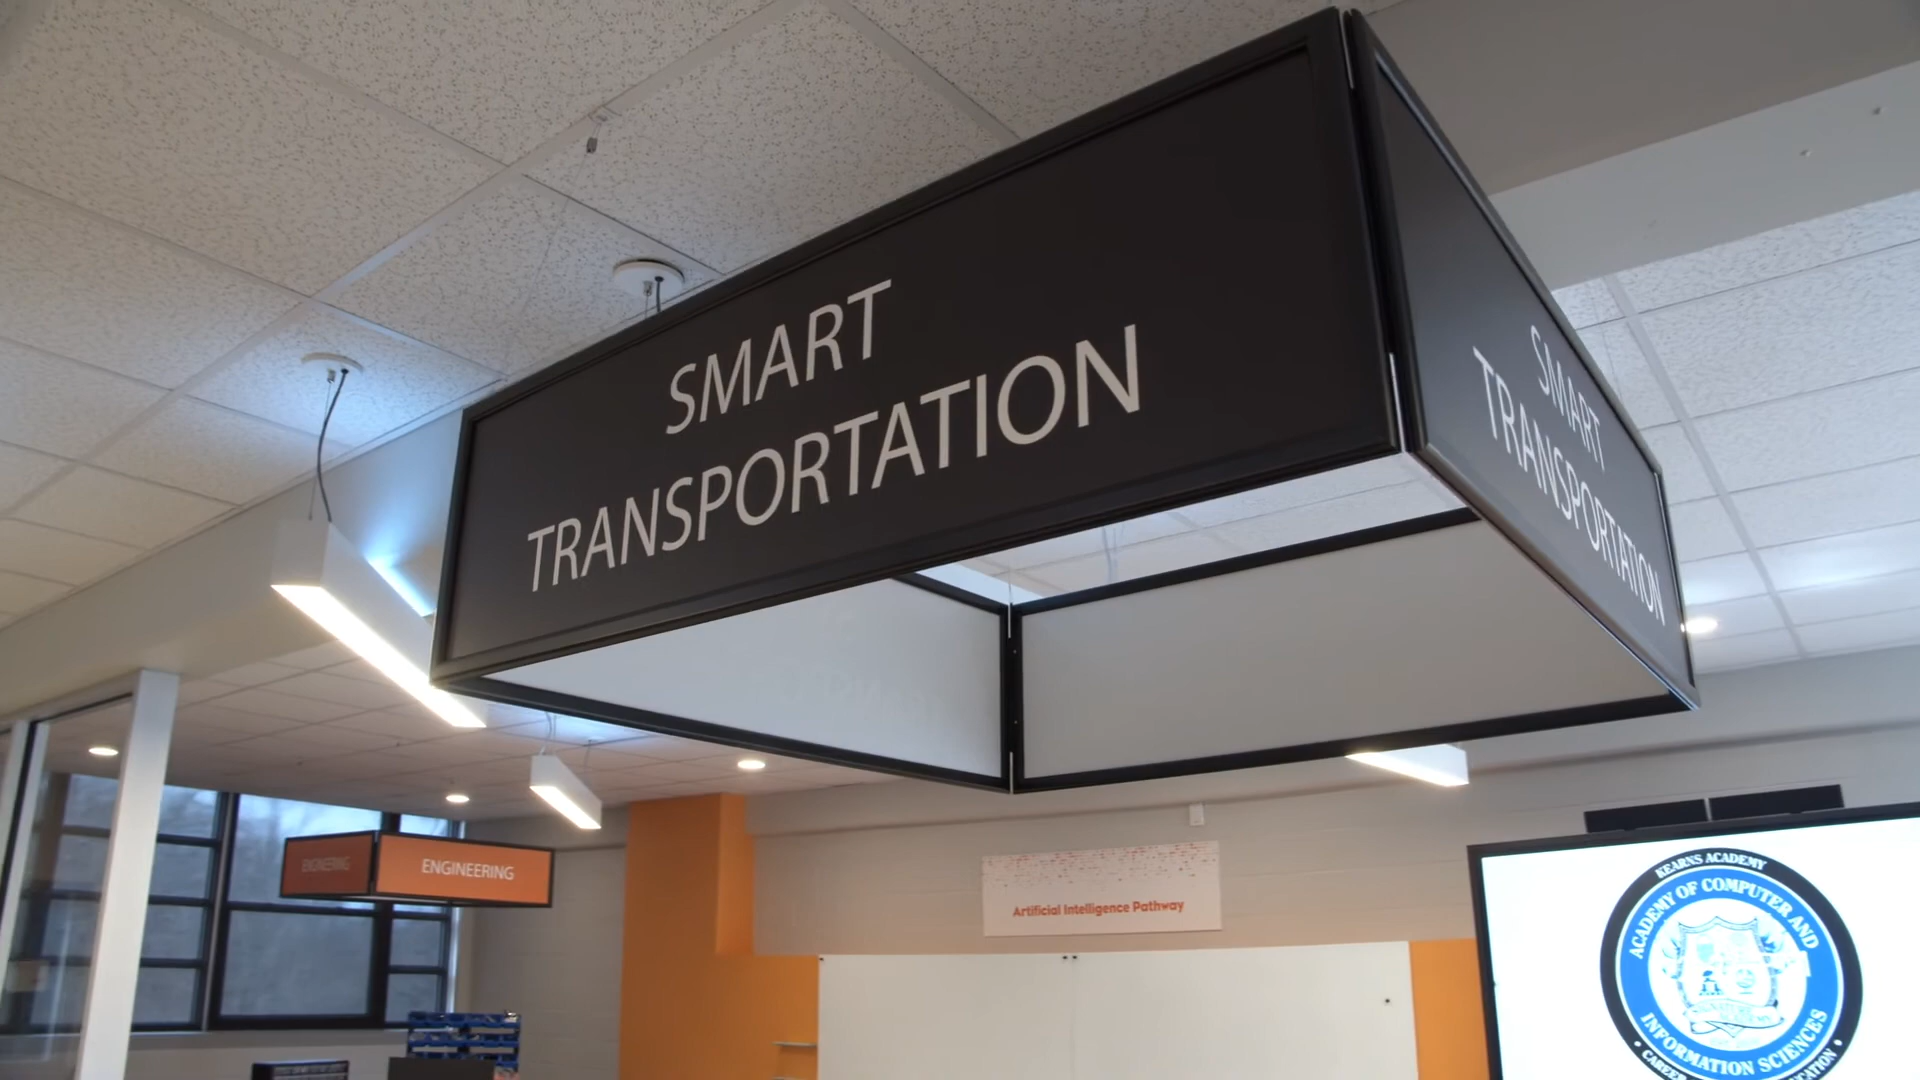 SMART
TRANSPORTATION
SMART
TRANSPORTATION
ENGINEERING
ENGINEERING
Artificial Intelligence Pathway
KEARNS ACADEMY
ACADEMY OF COMPUTER AND
INFORMATION SCIENCES